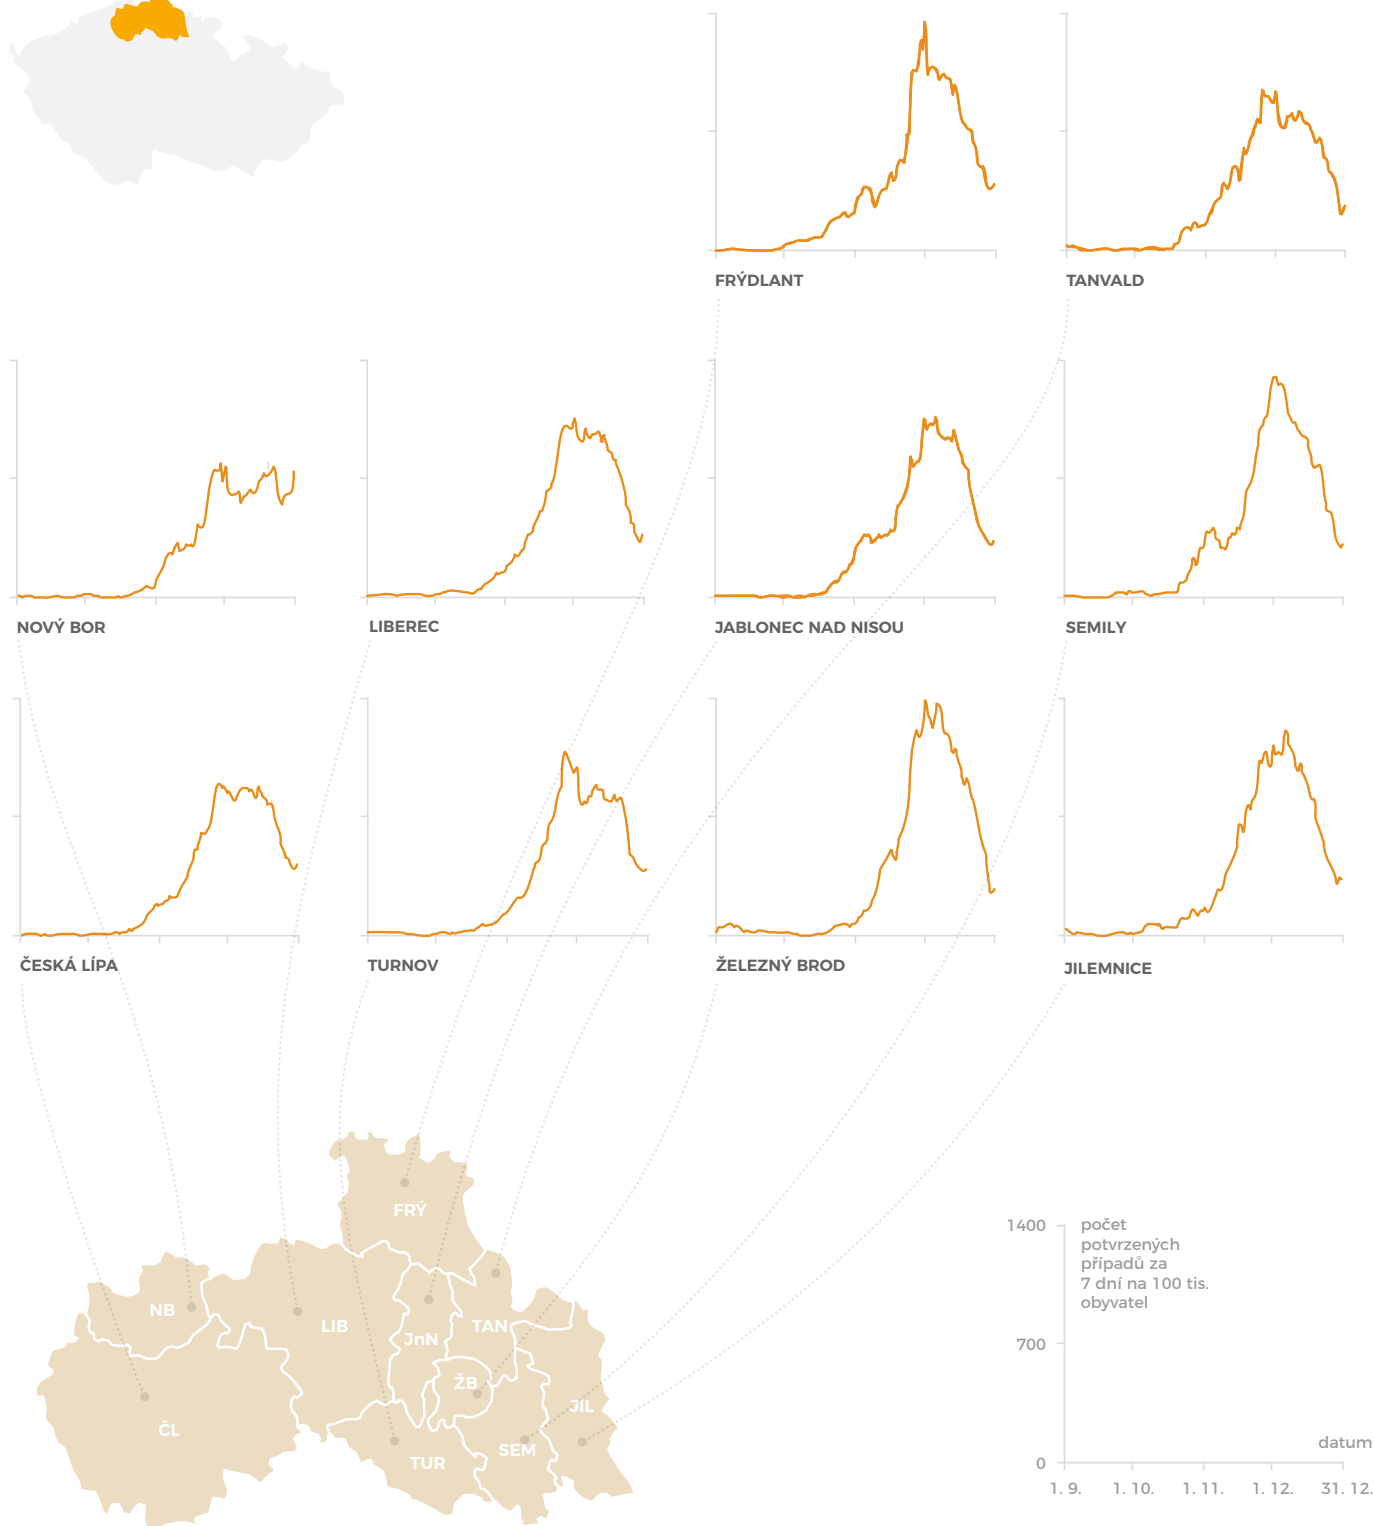 FRÝDLANT
TANVALD
NOVÝ BOR
LIBEREC
JABLONEC NAD NISOU
SEMILY
ČESKÁ LÍPA
TURNOV
ŽELEZNÝ BROD
JILEMNICE
FRÝ
NB
LIB
JnN
TAN
ŽB
JIL
ČL
SEM
TUR
1400
počet
potvrzených
případů za
7 dní na 100 tis.
obyvatel
700
datum
0
1. 9.
1. 10.
1. 11.
1. 12.
31. 12.